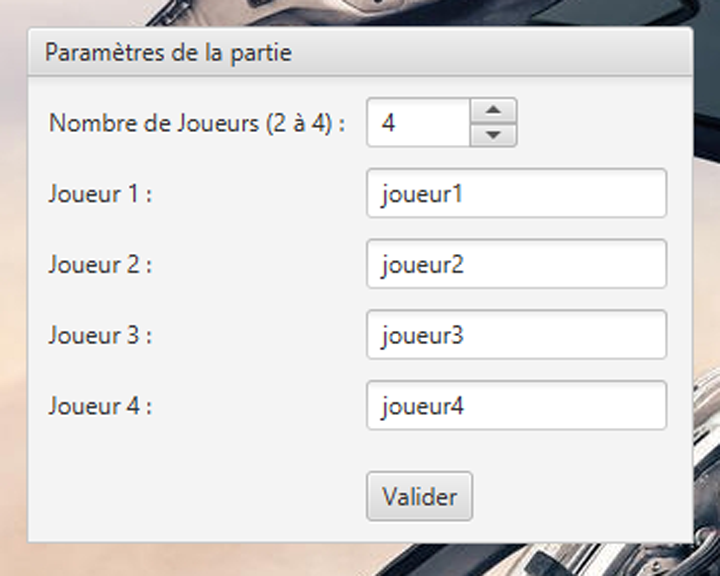 Paramètres de la partie
Nombre de Joueurs (2 à 4) : 4
Joueur 1 : joueur1
Joueur 2 : joueur2
Joueur 3 : joueur3
Joueur 4 : joueur4
Valider